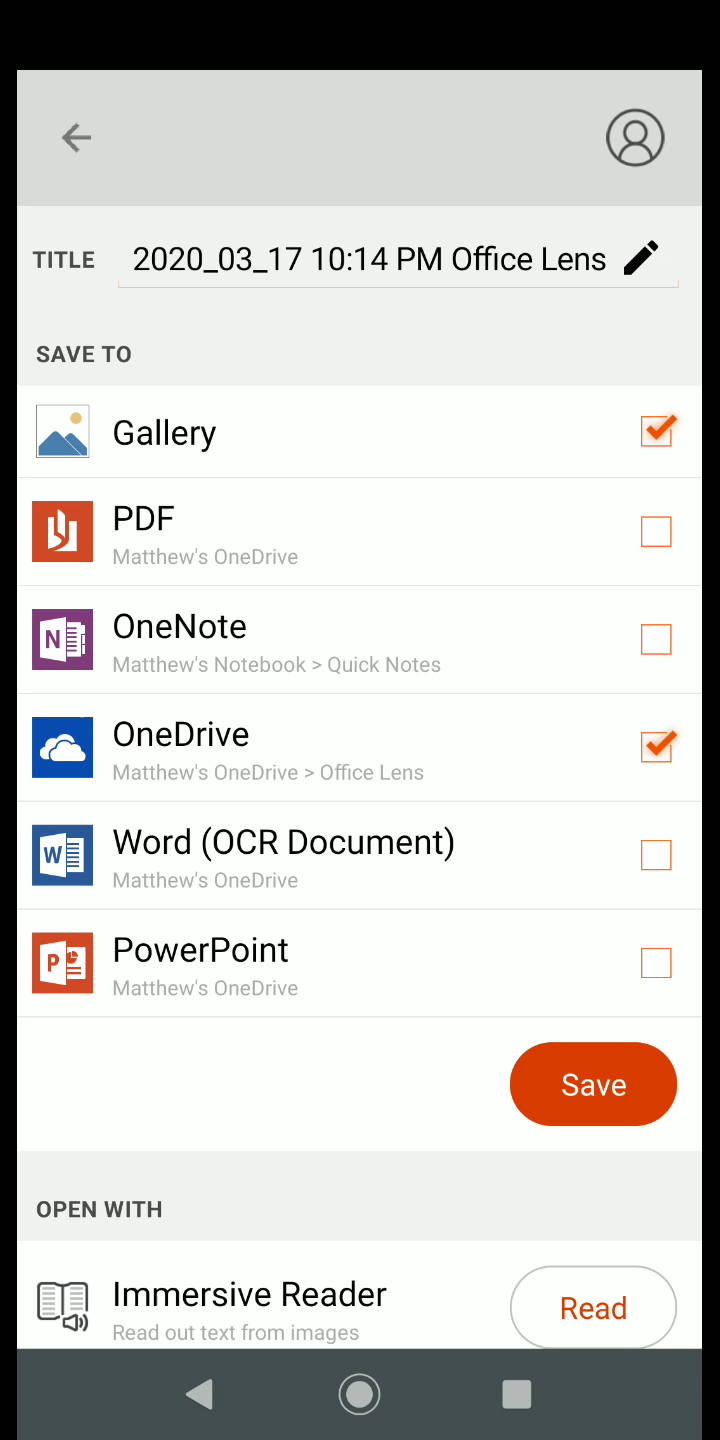 TITLE 2020_03_17 10:14 PM Office Lens
SAVE TO
Gallery
PDF
Matthew's OneDrive
N
OneNote
Matthew's Notebook > Quick Notes
OneDrive
Matthew's OneDrive > Office Lens
W
Word (OCR Document)
Matthew's OneDrive
P
PowerPoint
Matthew's OneDrive
Save
OPEN WITH
Immersive Reader
Read out text from images
Read